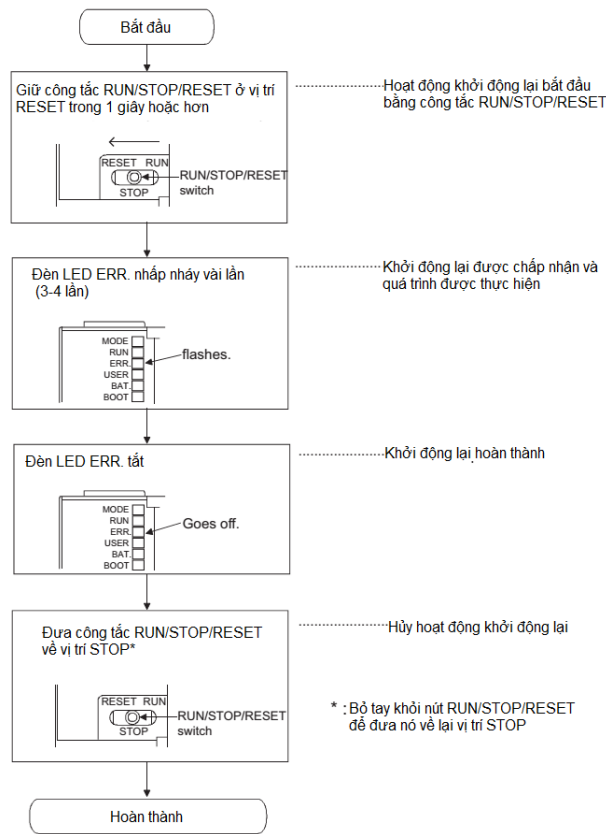 Bắt đầu
Giữ công tắc RUN/STOP/RESET ở vị trí
RESET trong 1 giây hoặc hơn
Hoạt động khởi động lại bắt đầu
bằng công tắc RUN/STOP/RESET
RESET RUN
RUN/STOP/RESET
switch
STOP
Đèn LED ERR. nhấp nháy vài lần
(3-4 lần)
Khởi động lại được chấp nhận và
quá trình được thực hiện
MODE
RUN
ERR.
flashes.
USER
BAT.
BOOT
Đèn LED ERR. tắt
Khởi động lại hoàn thành
MODE
RUN
ERR.
Goes off.
USER
BAT.
BOOT
Đưa công tắc RUN/STOP/RESET
về vị trí STOP*
Hủy hoạt động khởi động lại
RESET RUN
RUN/STOP/RESET
switch
STOP
* : Bỏ tay khỏi nút RUN/STOP/RESET
để đưa nó về lại vị trí STOP
Hoàn thành